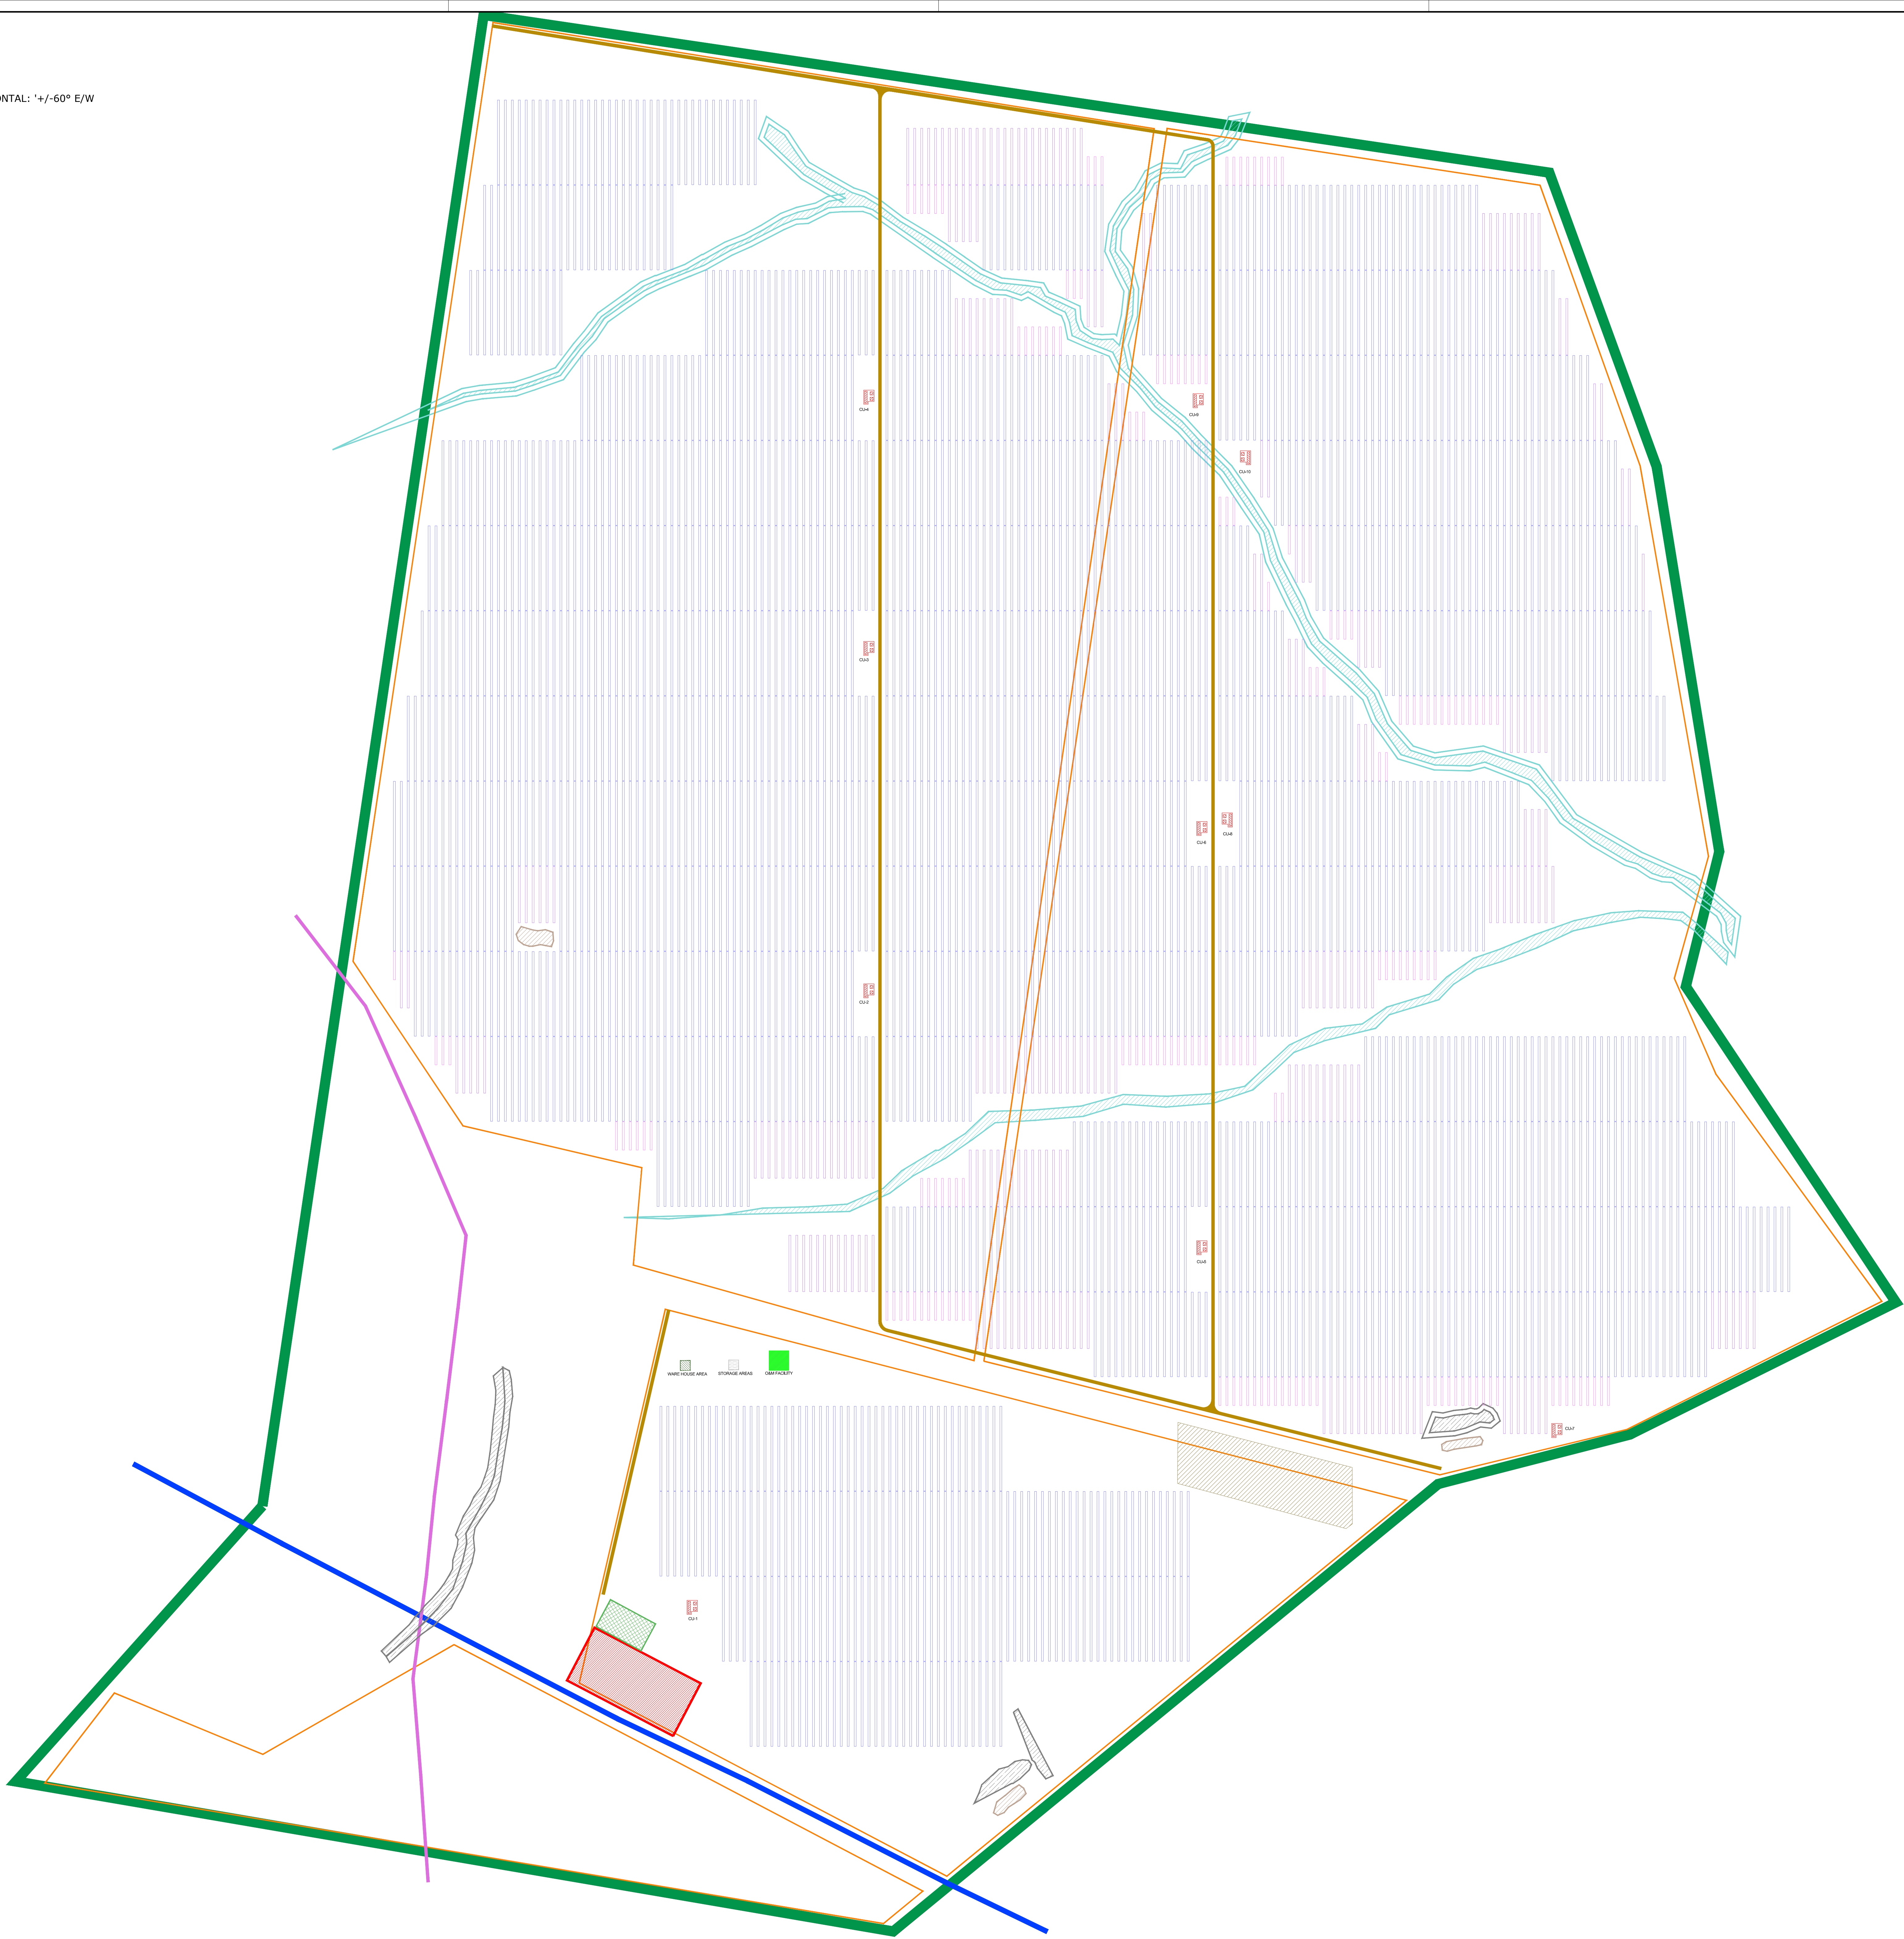 ONTAL: '+/-60° E/W
CU-4
CU-9
CU-10
CU-3
CU-8
CU-6
CU-2
CU-5
WARE HOUSE AREA
STORAGE AREAS
O&M FACILITY
CU-7
CU-1